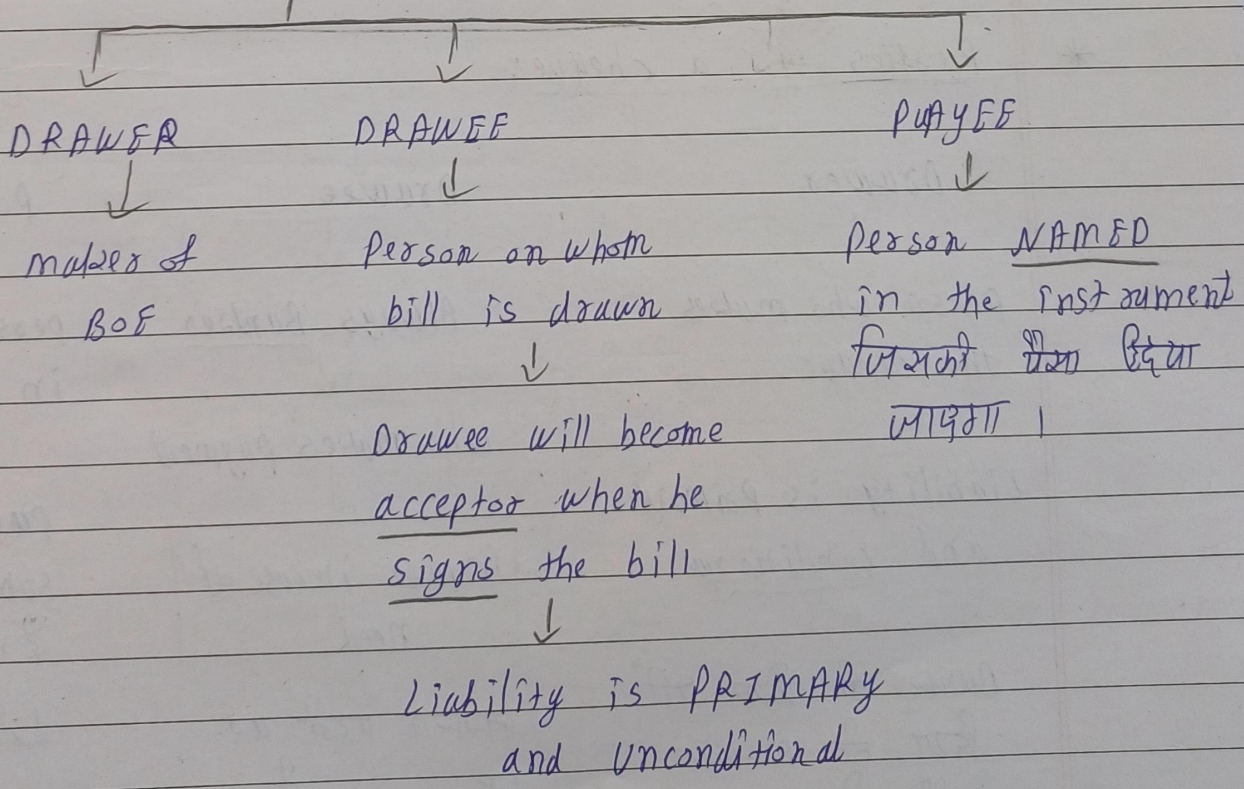 DRAWER
DRAWEE
PAYEE
maker of
BOE
Person on whom
bill is drawn
Person NAMED
in the instrument
जिसको पैसा दिया
जाएगा ।
Drawee will become
acceptor when he
signs the bill
Liability is PRIMARY
and Unconditional